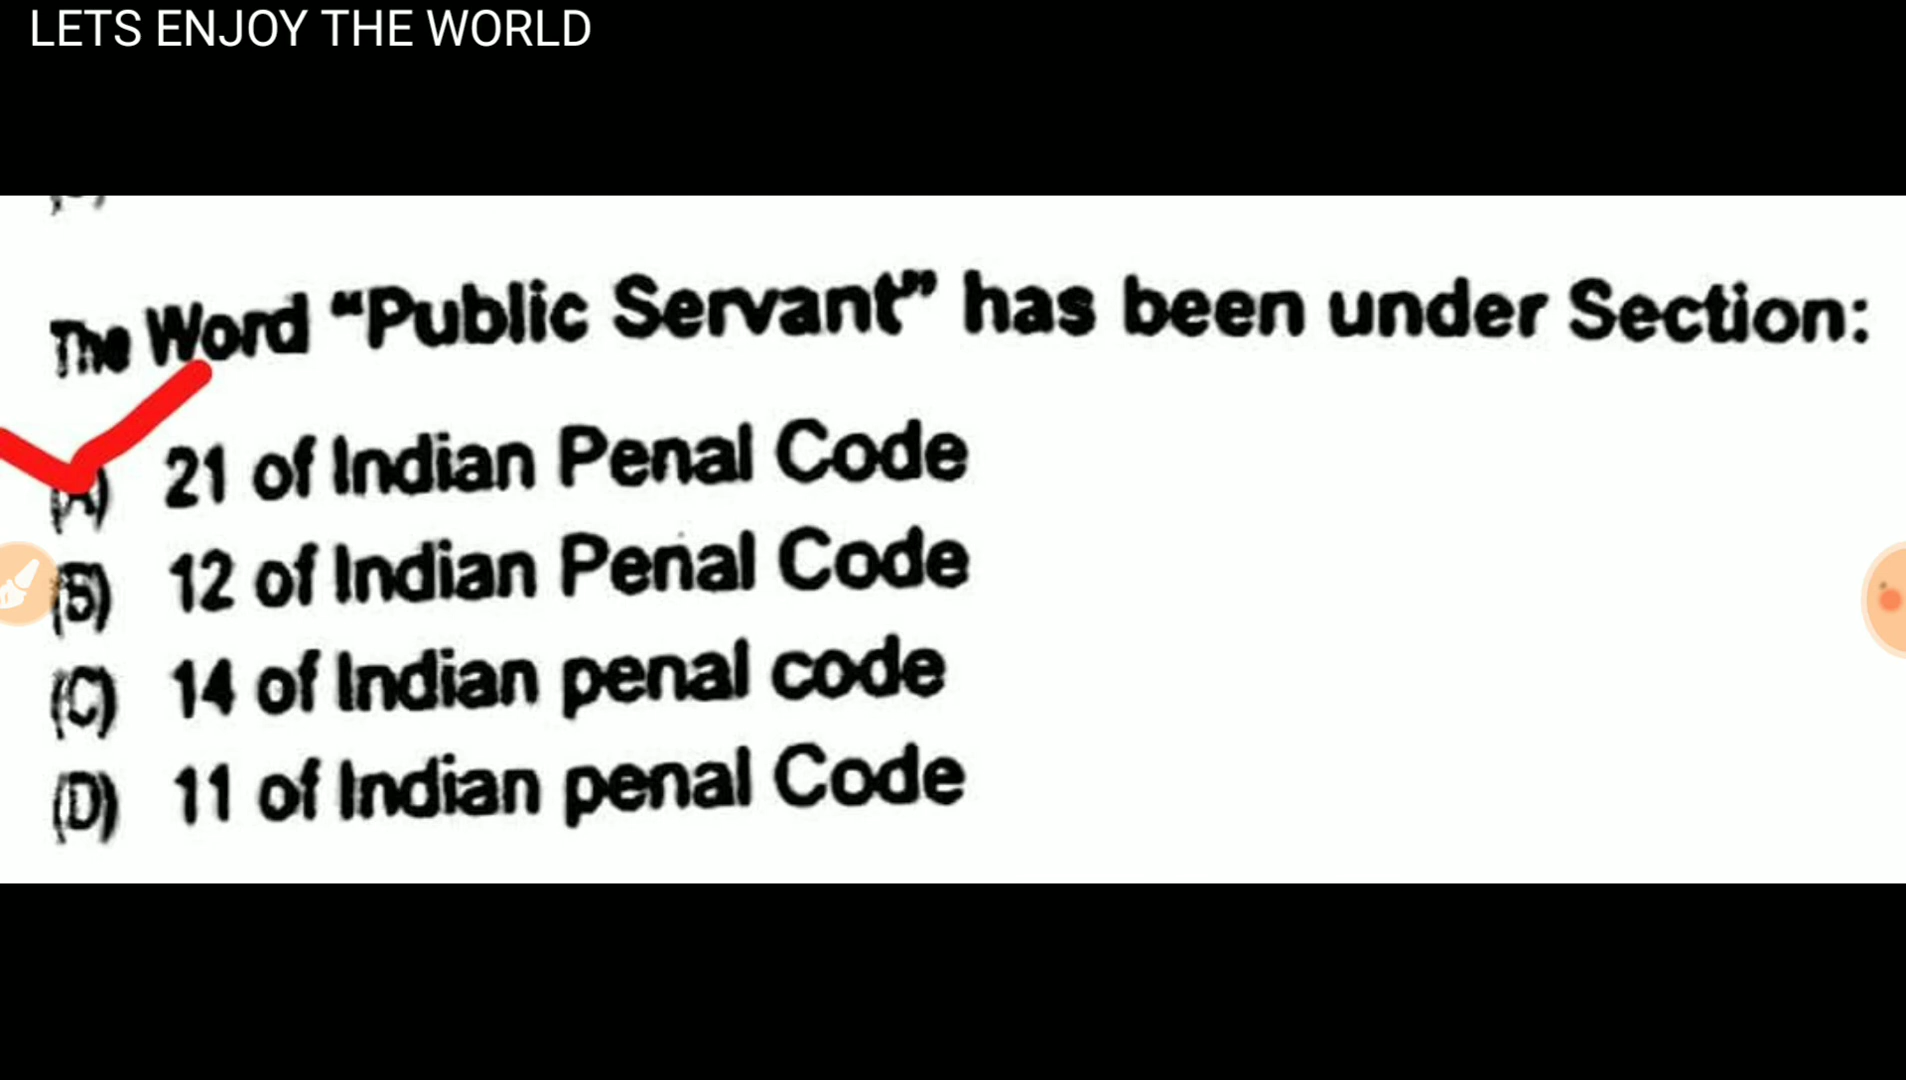 LETS ENJOY THE WORLD
The Word “Public Servant” has been under Section:
(A) 21 of Indian Penal Code
(B) 12 of Indian Penal Code
(C) 14 of Indian penal code
(D) 11 of Indian penal Code